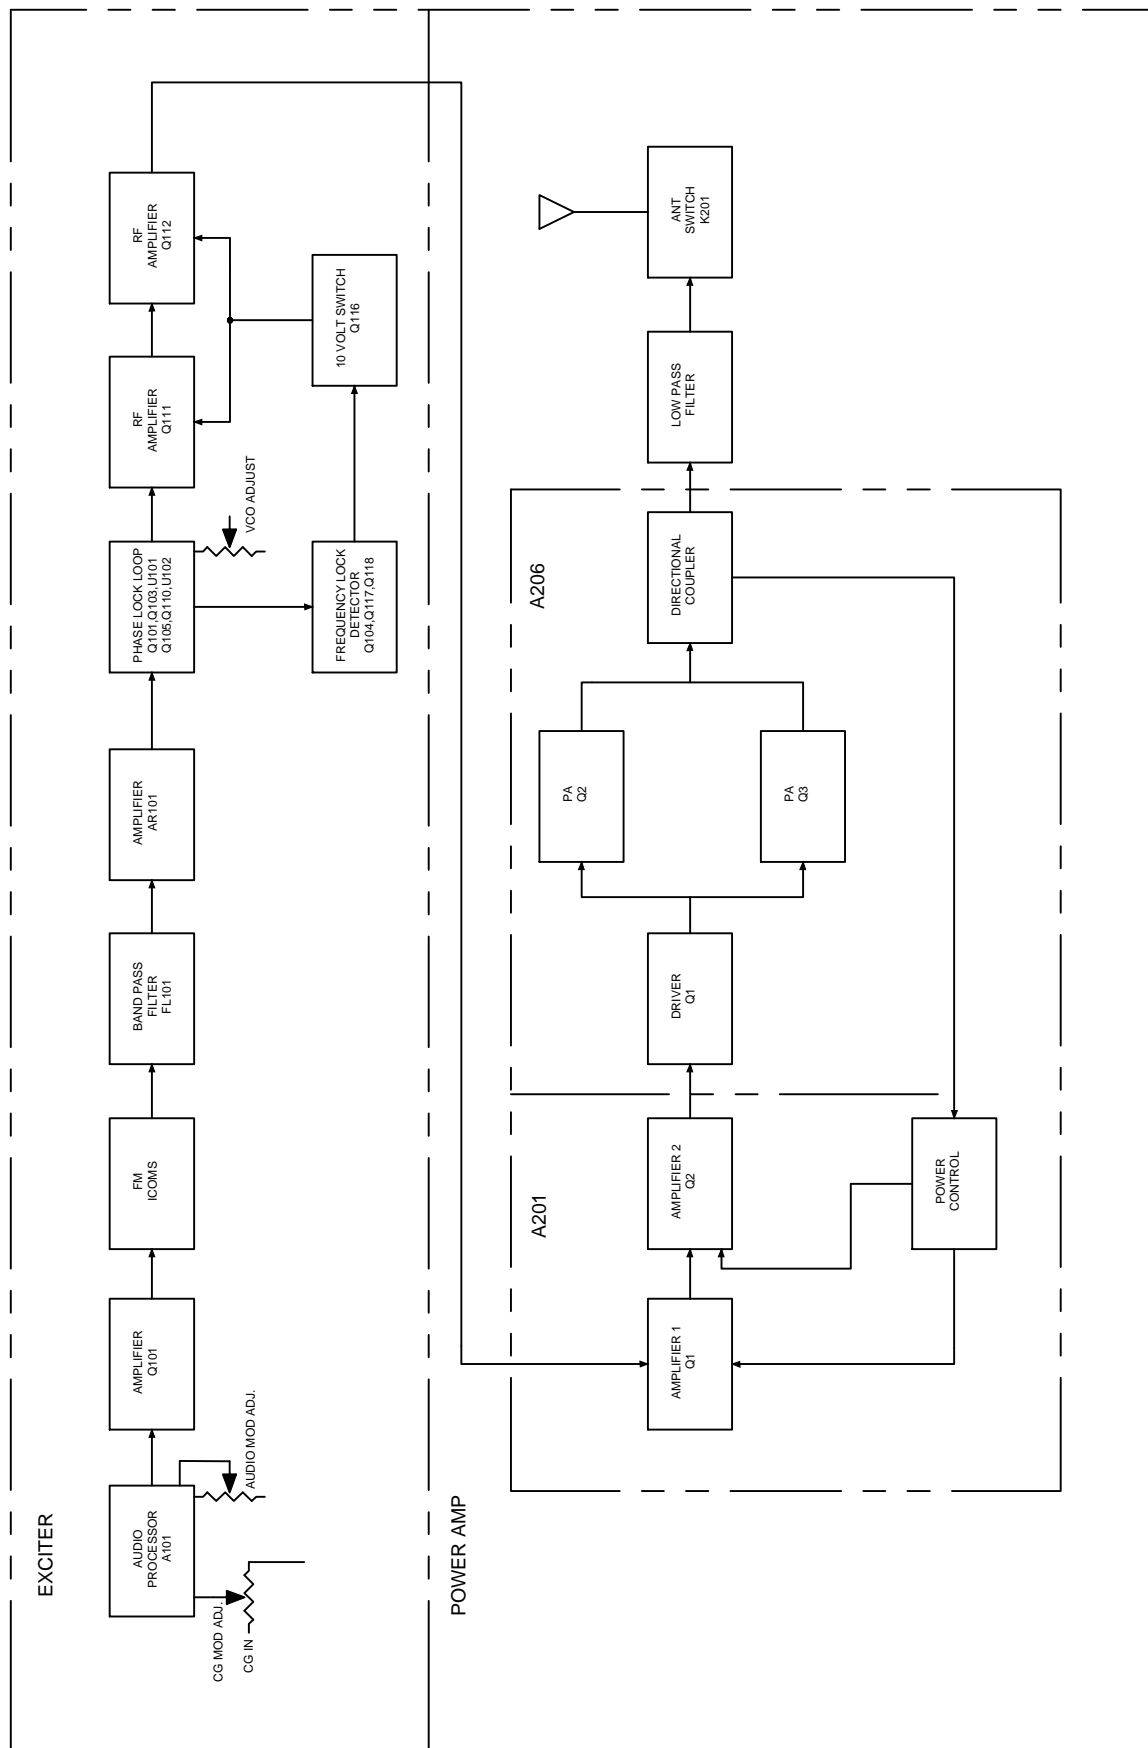 EXCITER
AUDIO
PROCESSOR
A101
CG MOD ADJ.
CG IN
AUDIO MOD ADJ.
AMPLIFIER
Q101
FM
ICOMS
BAND PASS
FILTER
FL101
AMPLIFIER
AR101
PHASE LOCK LOOP
Q101,Q103,U101
Q105,Q110,U102
VCO ADJUST
RF
AMPLIFIER
Q111
RF
AMPLIFIER
Q112
FREQUENCY LOCK
DETECTOR
Q104,Q117,Q118
10 VOLT SWITCH
Q116
POWER AMP
A201
AMPLIFIER 1
Q1
AMPLIFIER 2
Q2
POWER
CONTROL
A206
DRIVER
Q1
PA
Q2
PA
Q3
DIRECTIONAL
COUPLER
LOW PASS
FILTER
ANT
SWITCH
K201